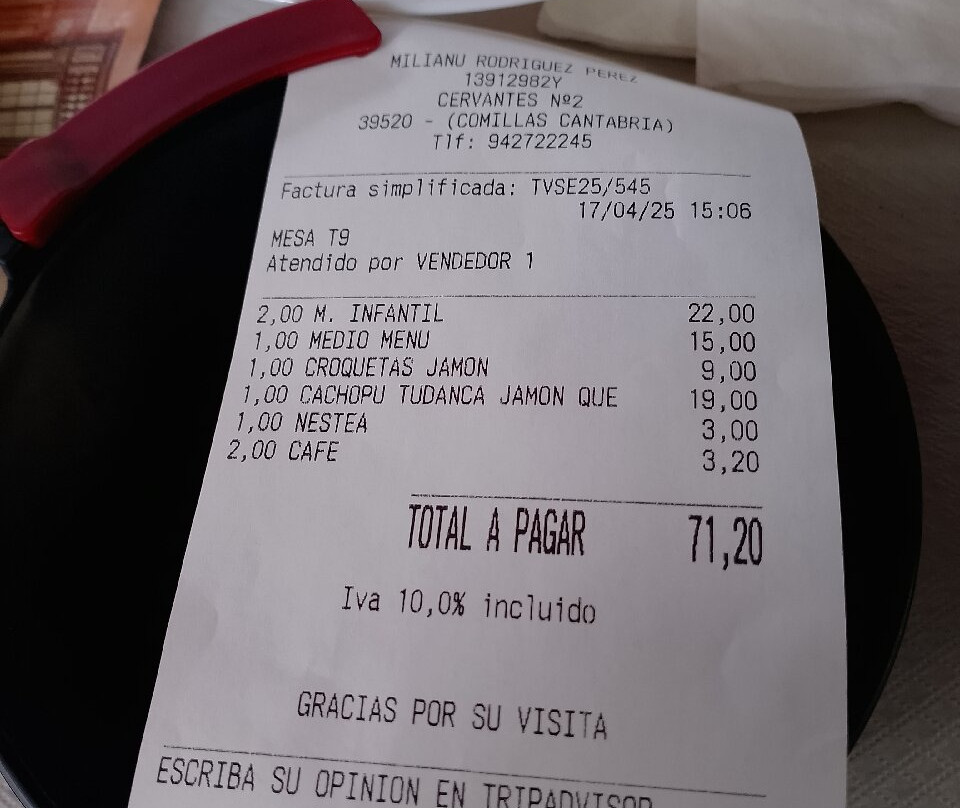 MILIANU RODRIGUEZ PEREZ
13912982Y
CERVANTES Nº2
39520 - (COMILLAS CANTABRIA)
Tlf: 942722245
Factura simplificada: TVSE25/545
17/04/25 15:06
MESA T9
Atendido por VENDEDOR 1
2,00 M. INFANTIL 22,00
1,00 MEDIO MENU 15,00
1,00 CROQUETAS JAMON 9,00
1,00 CACHOPU TUDANCA JAMON QUE 19,00
1,00 NESTEA 3,00
2,00 CAFE 3,20
TOTAL A PAGAR 71,20
Iva 10,0% incluido
GRACIAS POR SU VISITA
ESCRIBA SU OPINION EN TRIPADVISOR